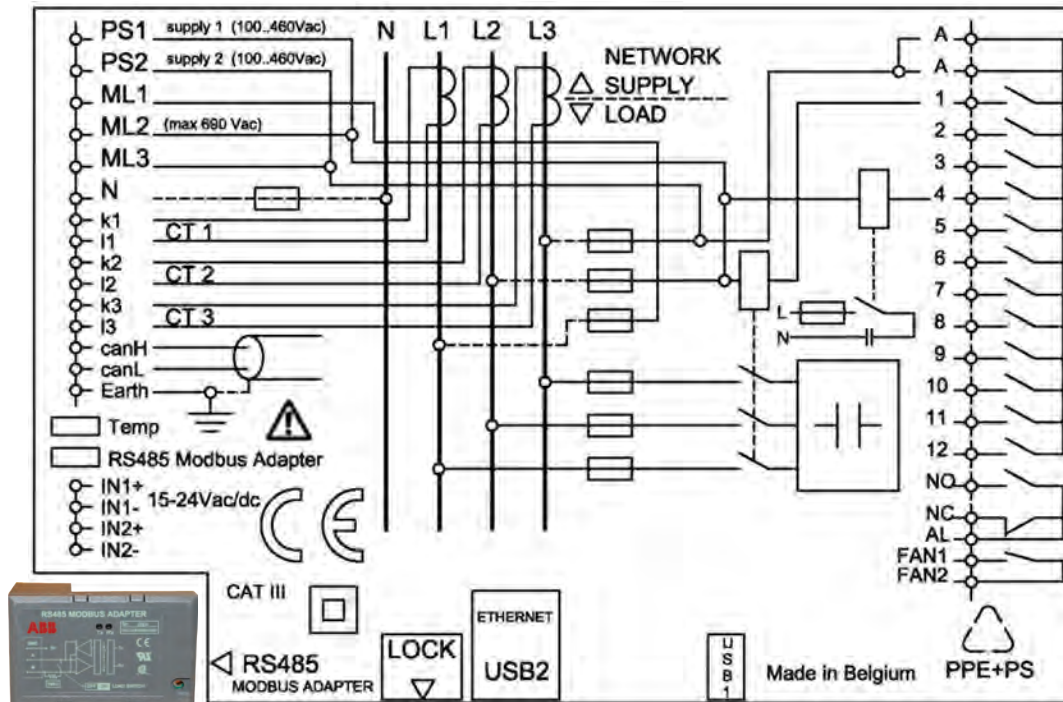 PS1 supply 1 (100..460Vac)
PS2 supply 2 (100..460Vac)
ML1
ML2 (max 690 Vac)
ML3
N
k1
l1
CT 1
k2
l2
CT 2
k3
l3
CT 3
canH
canL
Earth
Temp
RS485 Modbus Adapter
IN1+
IN1-
15-24Vac/dc
IN2+
IN2-
N L1 L2 L3
NETWORK
SUPPLY
LOAD
L
N
A
A
1
2
3
4
5
6
7
8
9
10
11
12
NO
NC
AL
FAN1
FAN2
CE
CAT III
RS485 MODBUS ADAPTER
ABB
RS485
MODBUS ADAPTER
LOCK
ETHERNET
USB2
USB1
Made in Belgium
PPE+PS